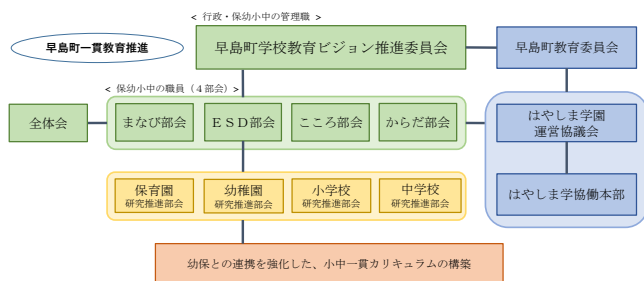 < 行政・保幼小中の管理職 >
早島町一貫教育推進
早島町学校教育ビジョン推進委員会
早島町教育委員会
< 保幼小中の職員（４部会）>
全体会
まなび部会
ＥＳＤ部会
こころ部会
からだ部会
はやしま学園
運営協議会
保育園
研究推進部会
幼稚園
研究推進部会
小学校
研究推進部会
中学校
研究推進部会
はやしま学協働本部
幼保との連携を強化した、小中一貫カリキュラムの構築